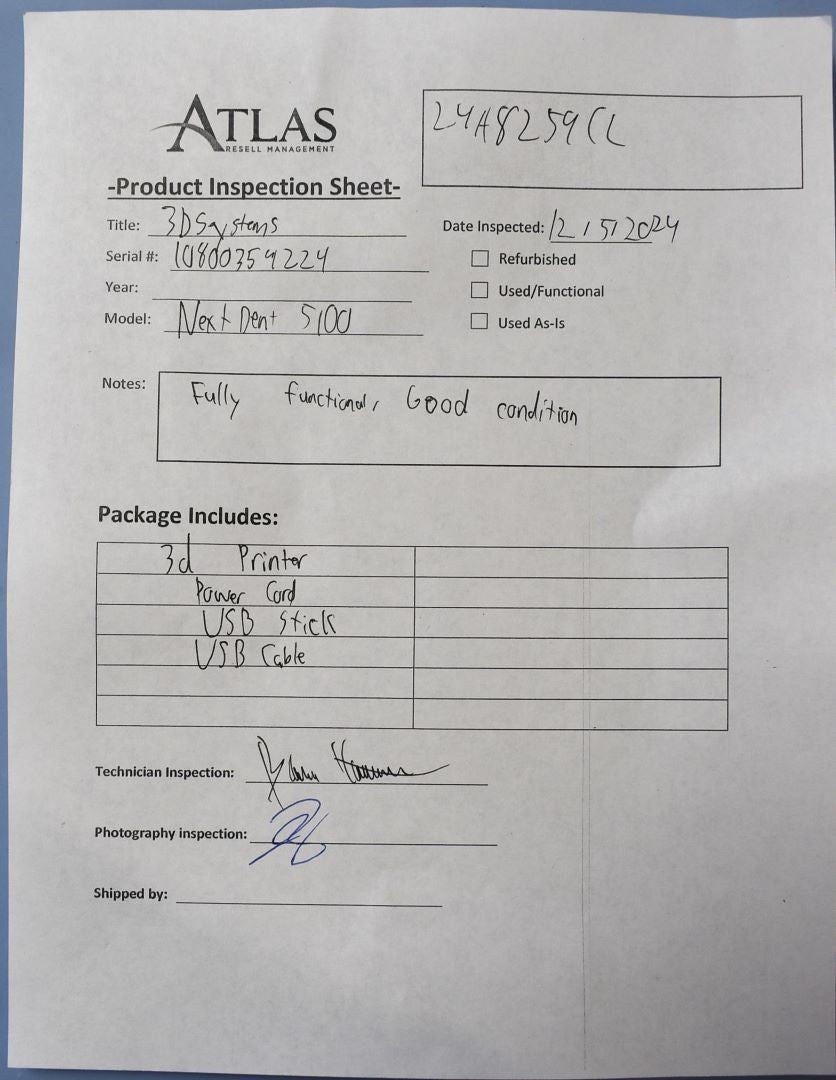 ATLAS
RESELL MANAGEMENT
24A8259CL
-Product Inspection Sheet-
Title: 3D Systems
Date Inspected: 12/5/2024
Serial #: 10800359224
Refurbished
Year:
Used/Functional
Model: NextDent 5100
Used As-Is
Notes: Fully functional, Good condition
Package Includes:
3d Printer
Power Cord
USB Stick
USB Cable
Technician Inspection:
Photography inspection:
Shipped by: